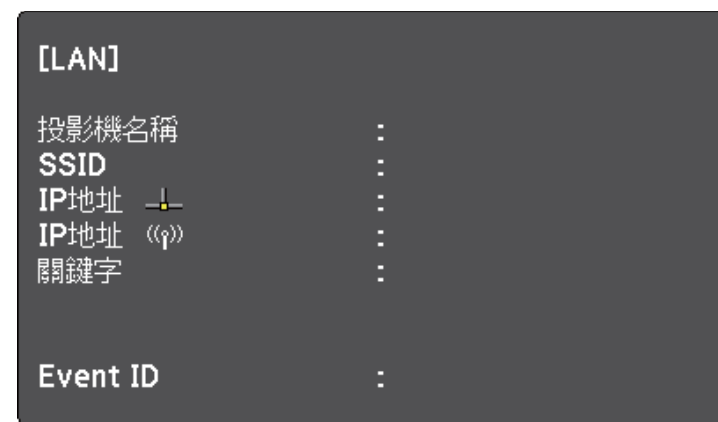 [LAN]
投影機名稱 :
SSID :
IP地址 :
IP地址 :
關鍵字 :
Event ID :